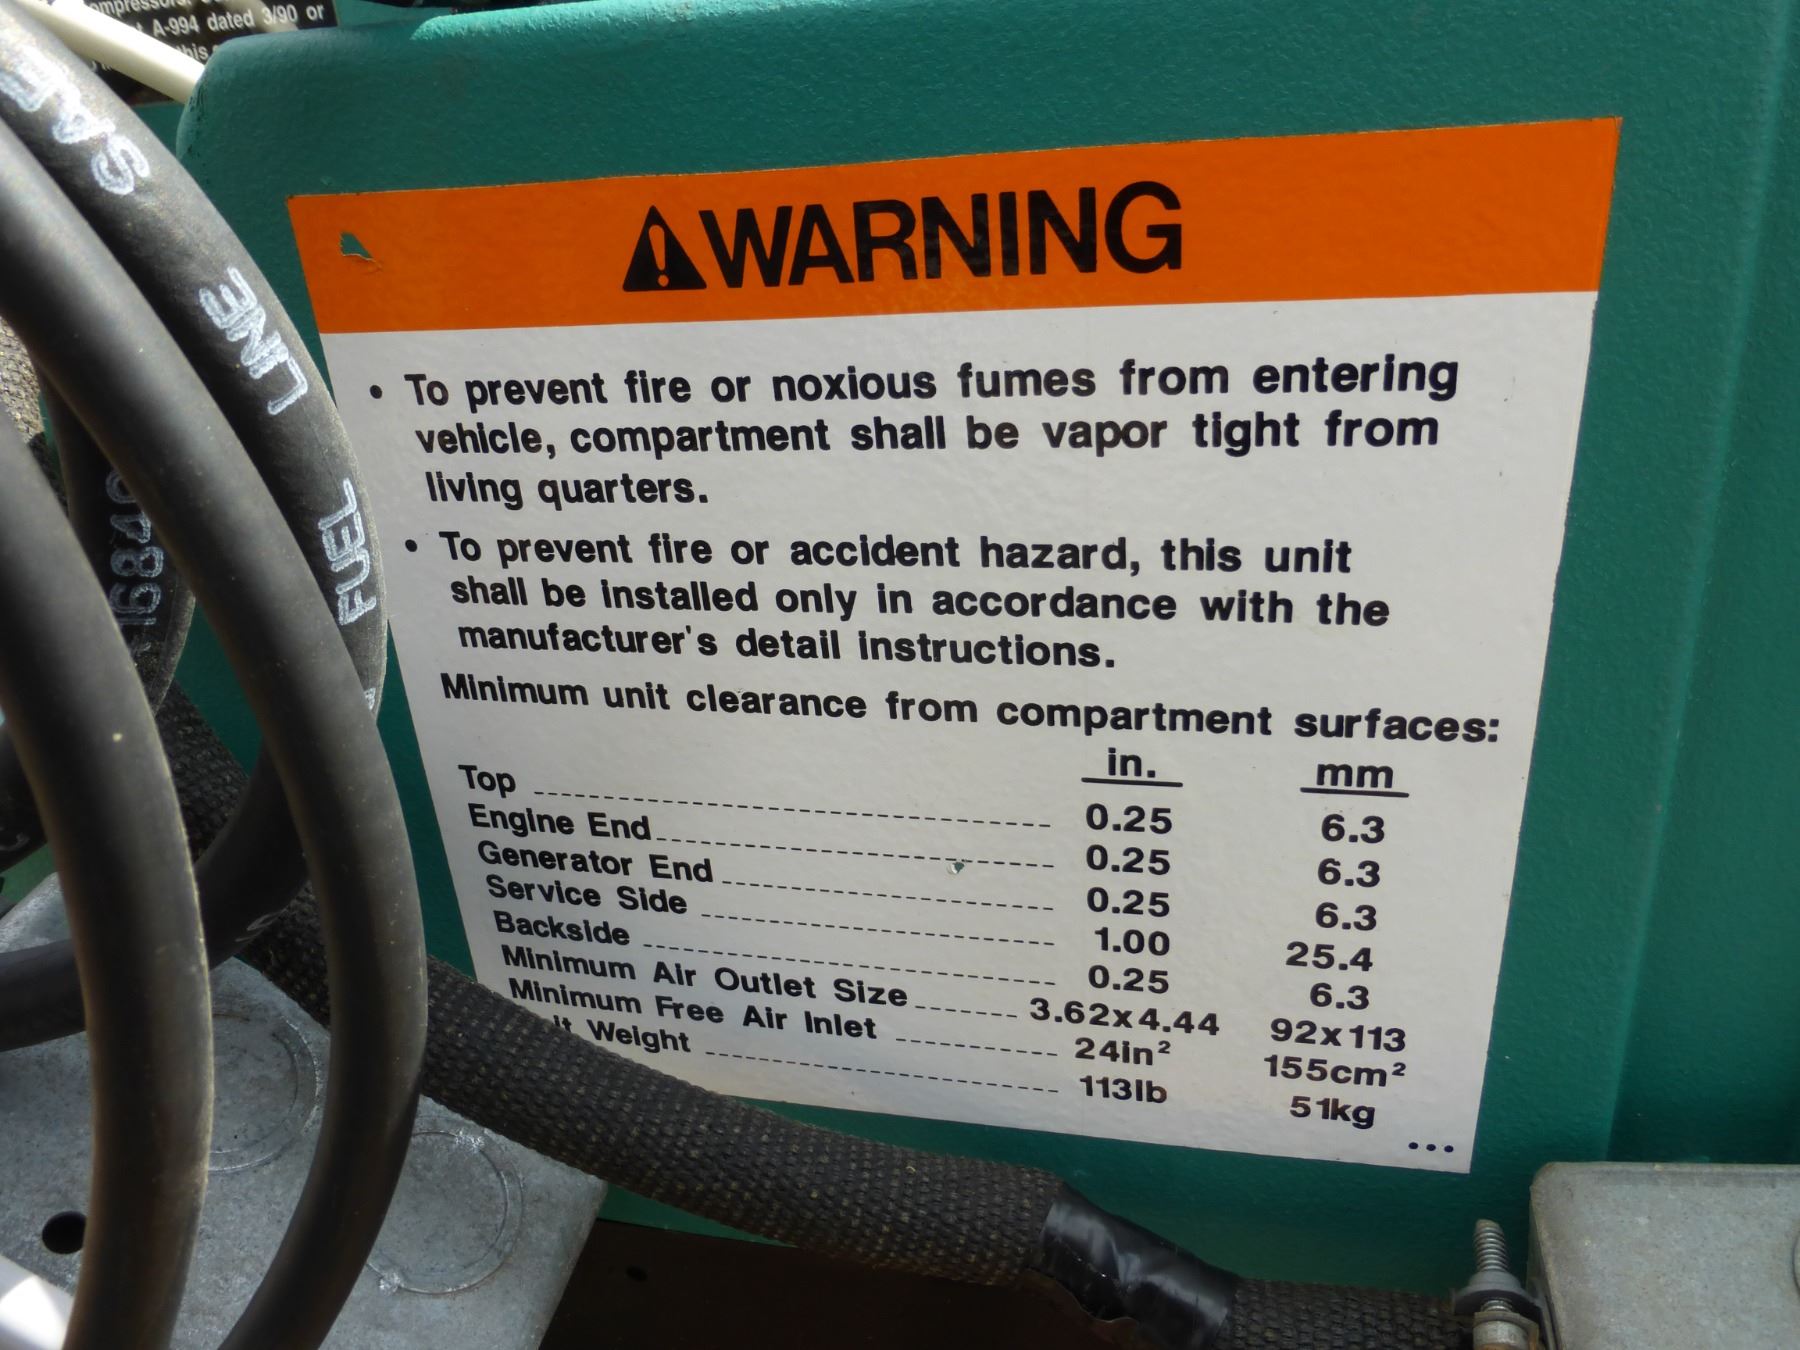 A-994 dated 3/90 or
SAE
LINE
FUEL
WARNING
• To prevent fire or noxious fumes from entering
vehicle, compartment shall be vapor tight from
living quarters.
• To prevent fire or accident hazard, this unit
shall be installed only in accordance with the
manufacturer's detail instructions.
Minimum unit clearance from compartment surfaces:
in. mm
Top 0.25 6.3
Engine End 0.25 6.3
Generator End 0.25 6.3
Service Side 1.00 25.4
Backside 0.25 6.3
Minimum Air Outlet Size 3.62x4.44 92x113
Minimum Free Air Inlet 24in² 155cm²
Weight 113lb 51kg